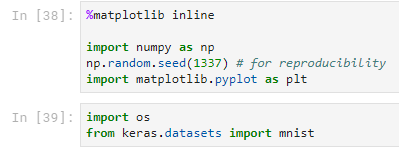 In [38]: %matplotlib inline
import numpy as np
np.random.seed(1337) # for reproducibility
import matplotlib.pyplot as plt
In [39]: import os
from keras.datasets import mnist